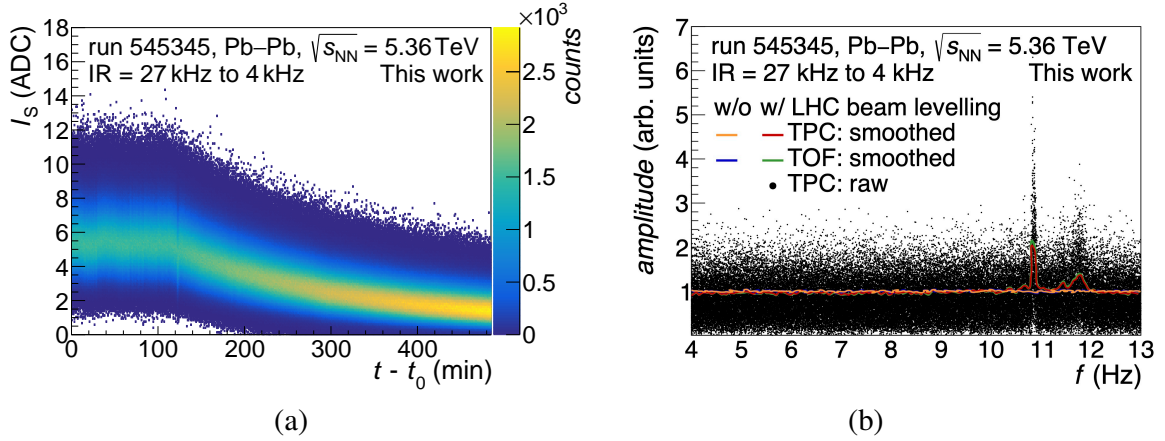 ×10³
18
16
14
12
10
8
6
4
2
0
I_S (ADC)
run 545345, Pb–Pb, √s_NN = 5.36 TeV
IR = 27 kHz to 4 kHz
This work
counts
2.5
2
1.5
1
0.5
0
0
100
200
300
400
t - t₀ (min)
(a)
7
6
5
4
3
2
1
amplitude (arb. units)
run 545345, Pb–Pb, √s_NN = 5.36 TeV
IR = 27 kHz to 4 kHz
This work
w/o w/ LHC beam levelling
TPC: smoothed
TOF: smoothed
TPC: raw
4
5
6
7
8
9
10
11
12
13
f (Hz)
(b)